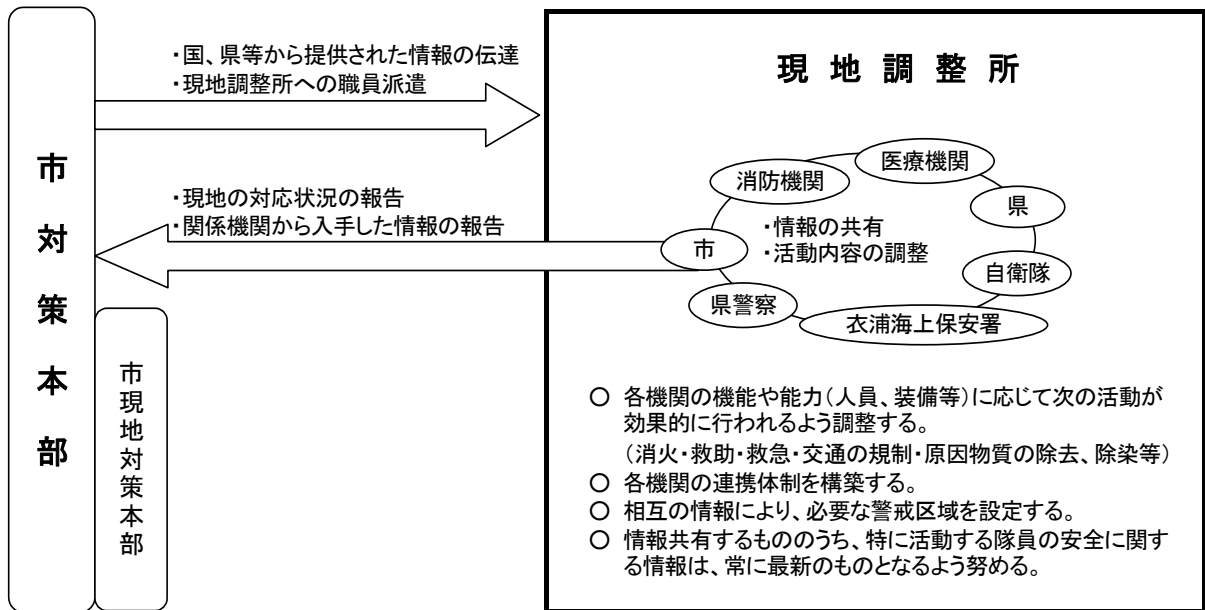 市対策本部
市現地対策本部
・国、県等から提供された情報の伝達
・現地調整所への職員派遣
・現地の対応状況の報告
・関係機関から入手した情報の報告
現地調整所
医療機関
消防機関
県
・情報の共有
市
・活動内容の調整
自衛隊
県警察
衣浦海上保安署
○ 各機関の機能や能力(人員、装備等)に応じて次の活動が
効果的に行われるよう調整する。
(消火・救助・救急・交通の規制・原因物質の除去、除染等)
○ 各機関の連携体制を構築する。
○ 相互の情報により、必要な警戒区域を設定する。
○ 情報共有するもののうち、特に活動する隊員の安全に関す
る情報は、常に最新のものとなるよう努める。